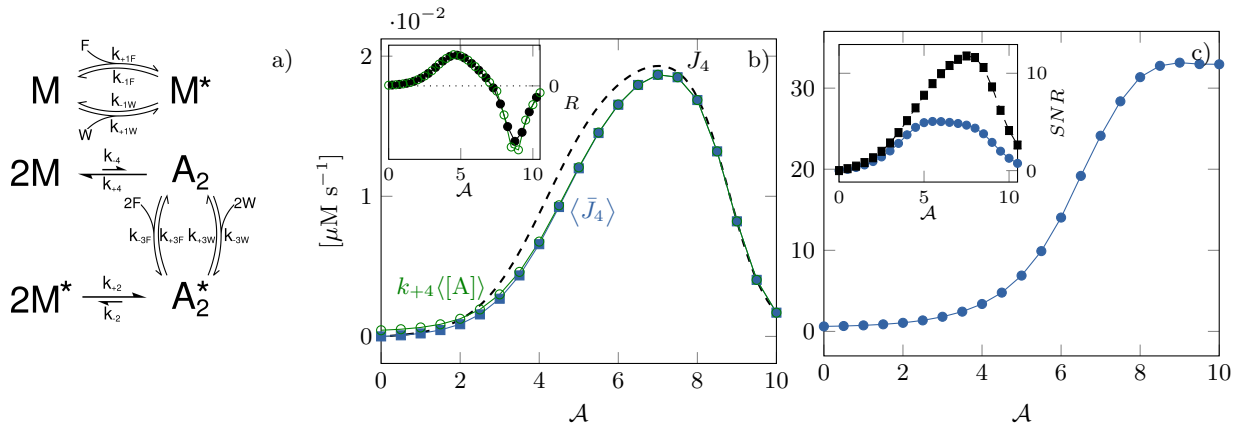 a)
F
k+1F
k-1F
M
M*
k-1W
k+1W
W
2M
k-4
k+4
A2
2F
2W
k-3F
k+3F
k+3W
k-3W
2M*
k+2
k-2
A2*
·10−2
b)
J4
⟨J̄4⟩
k+4⟨[A]⟩
[μM s−1]
0
1
2
0 2 4 6 8 10
𝒜
0
R
0 5 10
𝒜
c)
0
10
20
30
0 2 4 6 8 10
𝒜
10
0
SNR
0 5 10
𝒜